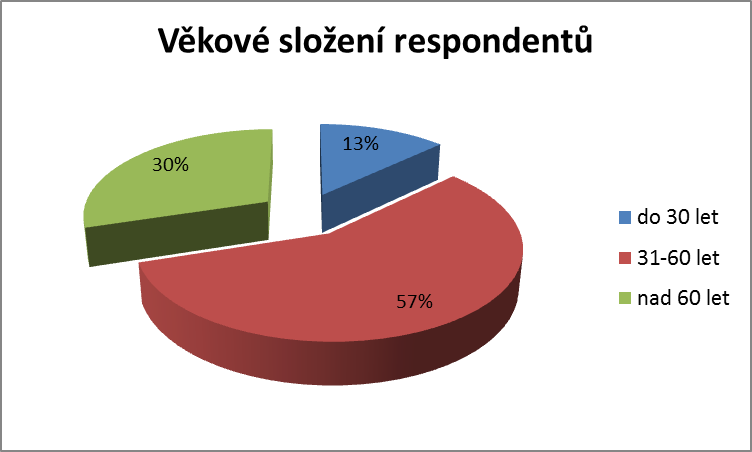 Věkové složení respondentů
13%
30%
57%
do 30 let
31-60 let
nad 60 let